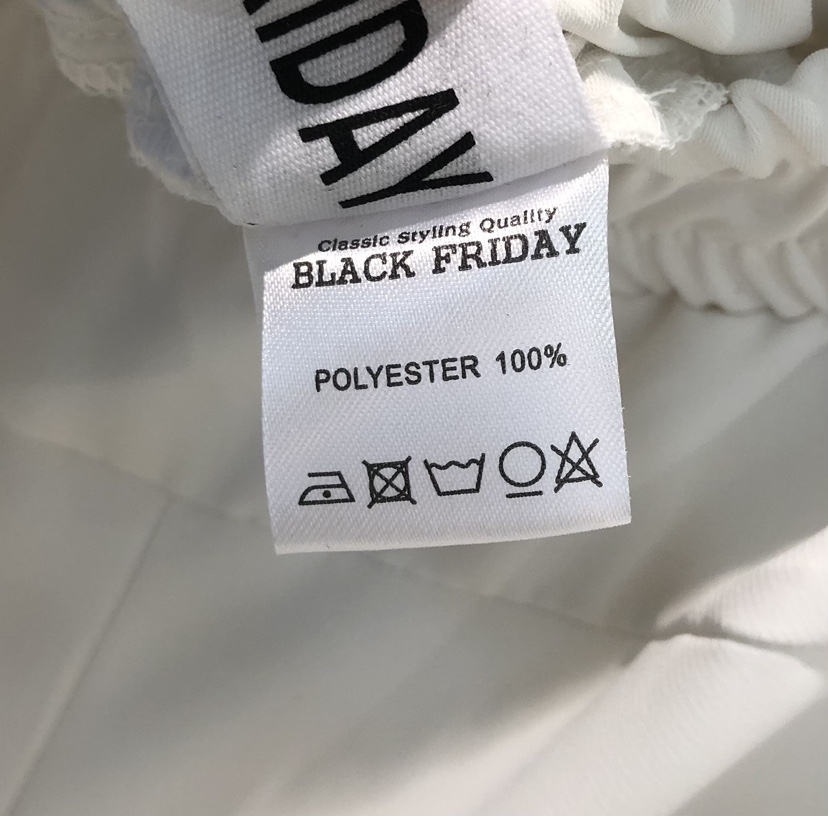 IDAY
Classic Styling Quality
BLACK FRIDAY
POLYESTER 100%